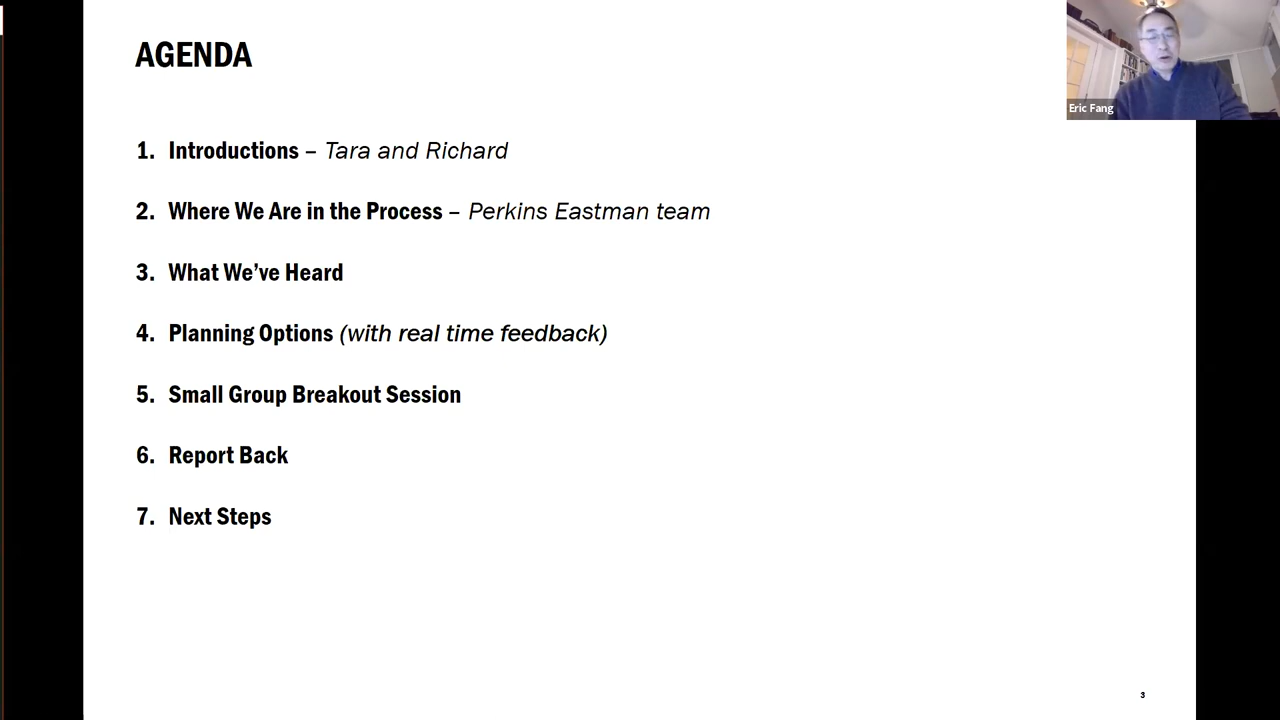 AGENDA
Eric Fang
1. Introductions – Tara and Richard
2. Where We Are in the Process – Perkins Eastman team
3. What We’ve Heard
4. Planning Options (with real time feedback)
5. Small Group Breakout Session
6. Report Back
7. Next Steps
3